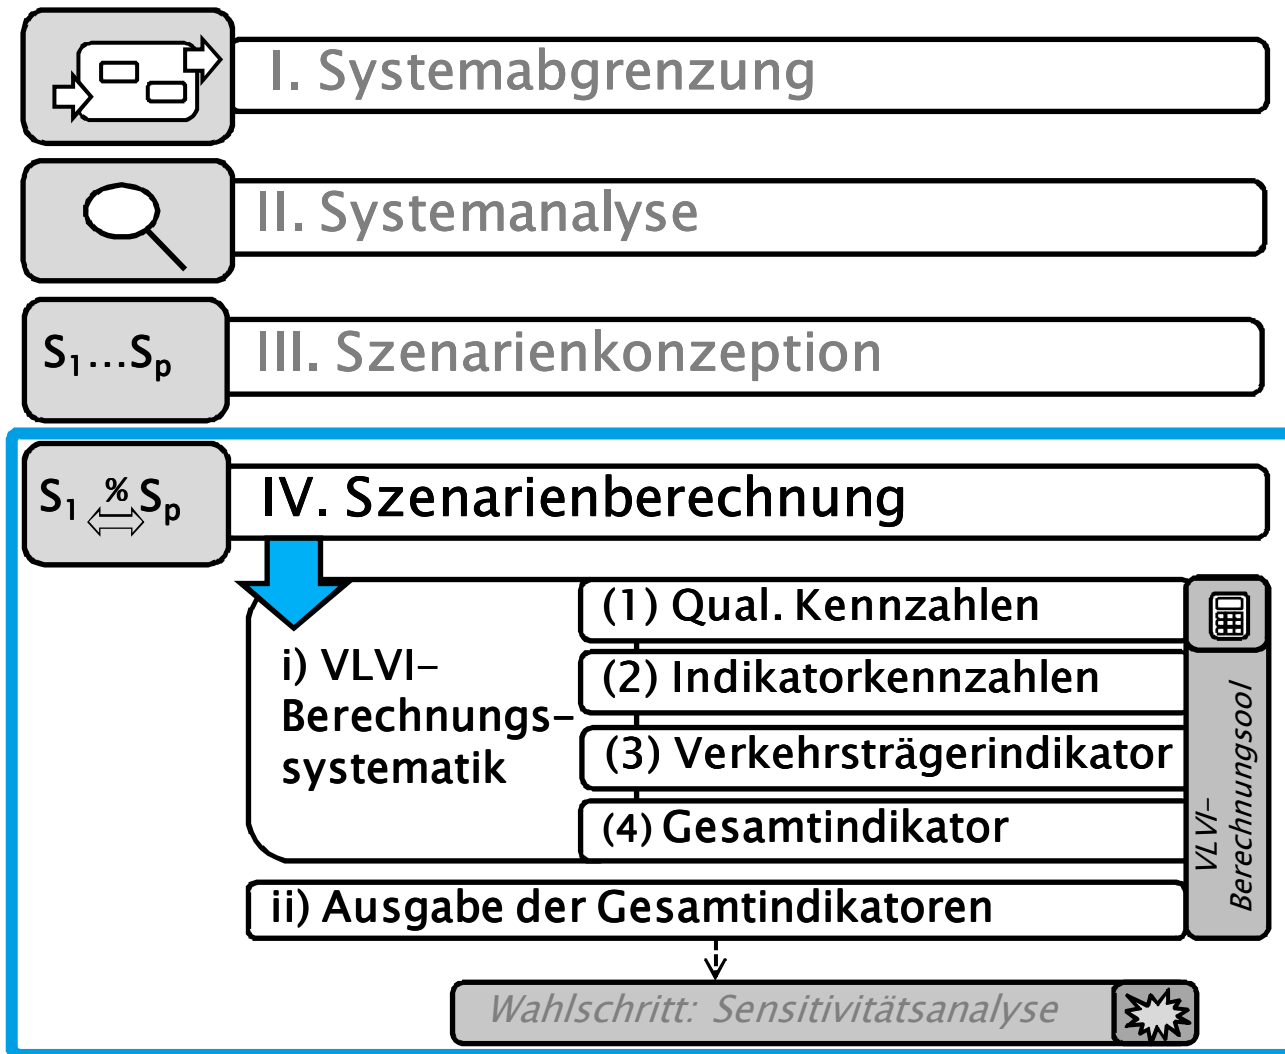 I. Systemabgrenzung
II. Systemanalyse
S₁...Sₚ
III. Szenarienkonzeption
S₁ % Sₚ
IV. Szenarienberechnung
i) VLVI-
Berechnungs-
systematik
(1) Qual. Kennzahlen
(2) Indikatorkennzahlen
(3) Verkehrsträgerindikator
(4) Gesamtindikator
VLVI-
Berechnungsool
ii) Ausgabe der Gesamtindikatoren
Wahlschritt: Sensitivitätsanalyse